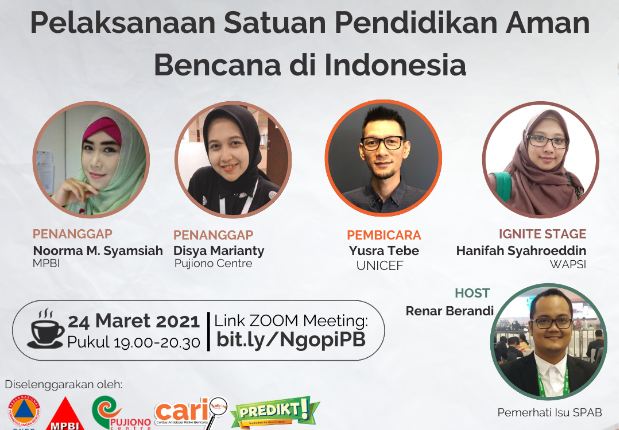 Pelaksanaan Satuan Pendidikan Aman
Bencana di Indonesia
PENANGGAP
Noorma M. Syamsiah
MPBI
PENANGGAP
Disya Marianty
Pujiono Centre
PEMBICARA
Yusra Tebe
UNICEF
IGNITE STAGE
Hanifah Syahroeddin
WAPSI
HOST
Renar Berandi
Pemerhati Isu SPAB
24 Maret 2021
Pukul 19.00-20.30
Link ZOOM Meeting:
bit.ly/NgopiPB
Diselenggarakan oleh:
MPBI
PUJIONO
Centre
cari
PREDIKT!